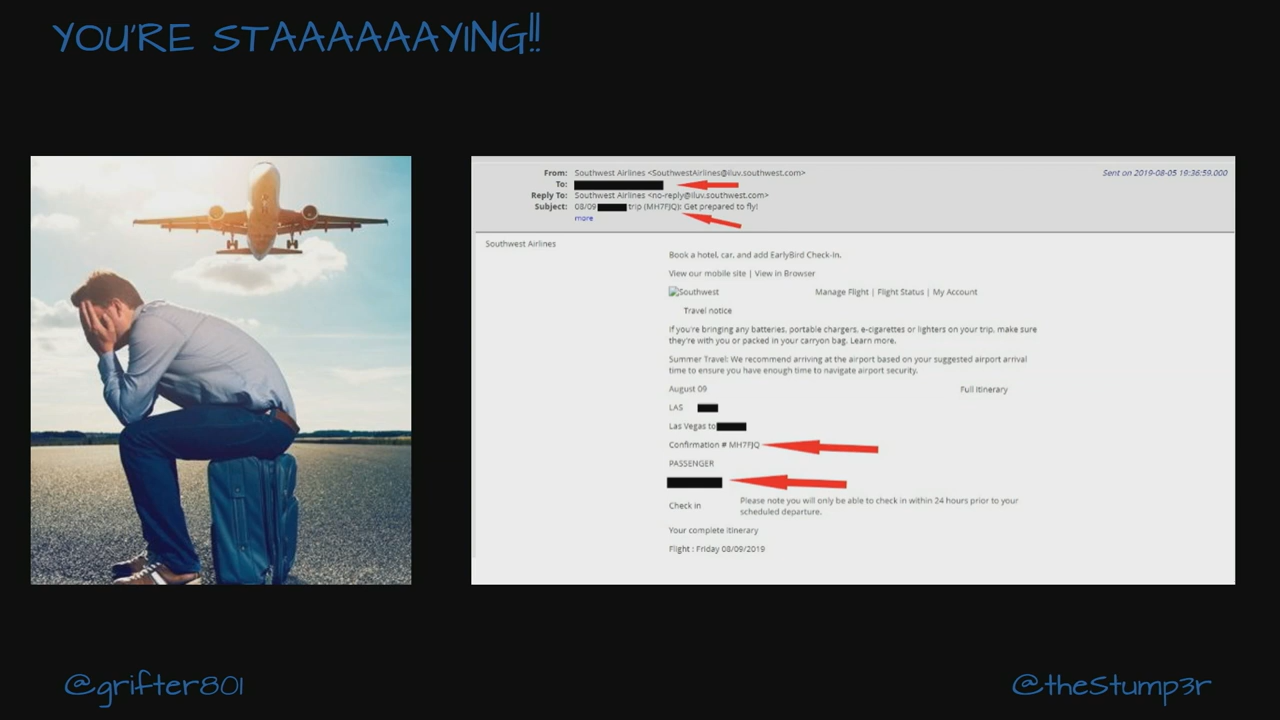 YOU'RE STAAAAAAYING!!
From: Southwest Airlines <SouthwestAirlines@iluv.southwest.com>
Sent on 2019-08-05 19:36:59.000
To:
Reply To: Southwest Airlines <no-reply@iluv.southwest.com>
Subject: 08/09 trip (MH7FJQ): Get prepared to fly!
more
Southwest Airlines
Book a hotel, car, and add EarlyBird Check-In.
View our mobile site | View in Browser
Southwest
Manage Flight | Flight Status | My Account
Travel notice
If you're bringing any batteries, portable chargers, e-cigarettes or lighters on your trip, make sure
they're with you or packed in your carryon bag. Learn more.
Summer Travel: We recommend arriving at the airport based on your suggested airport arrival
time to ensure you have enough time to navigate airport security.
August 09
Full itinerary
LAS
Las Vegas to
Confirmation # MH7FJQ
PASSENGER
Check in
Please note you will only be able to check in within 24 hours prior to your
scheduled departure.
Your complete itinerary
Flight : Friday 08/09/2019
@grifter801
@theStump3r